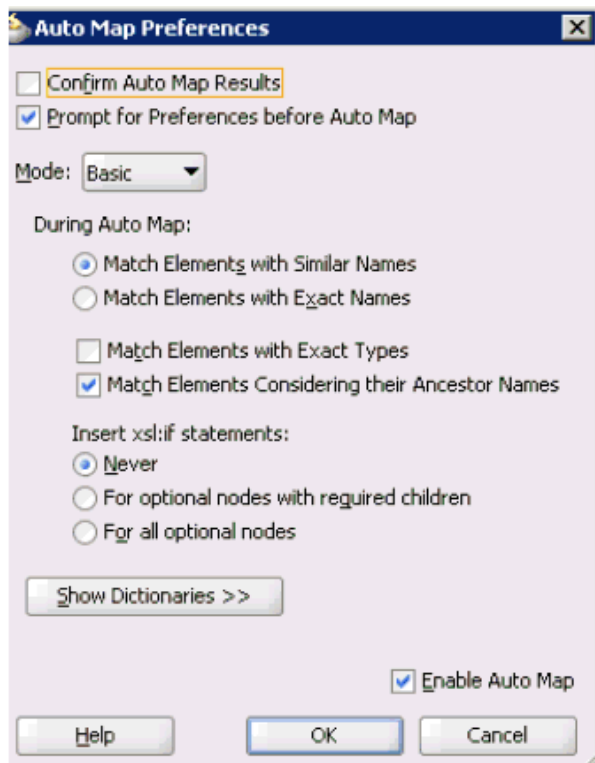 Auto Map Preferences
Confirm Auto Map Results
Prompt for Preferences before Auto Map
Mode: Basic
During Auto Map:
Match Elements with Similar Names
Match Elements with Exact Names
Match Elements with Exact Types
Match Elements Considering their Ancestor Names
Insert xsl:if statements:
Never
For optional nodes with required children
For all optional nodes
Show Dictionaries >>
Enable Auto Map
Help OK Cancel